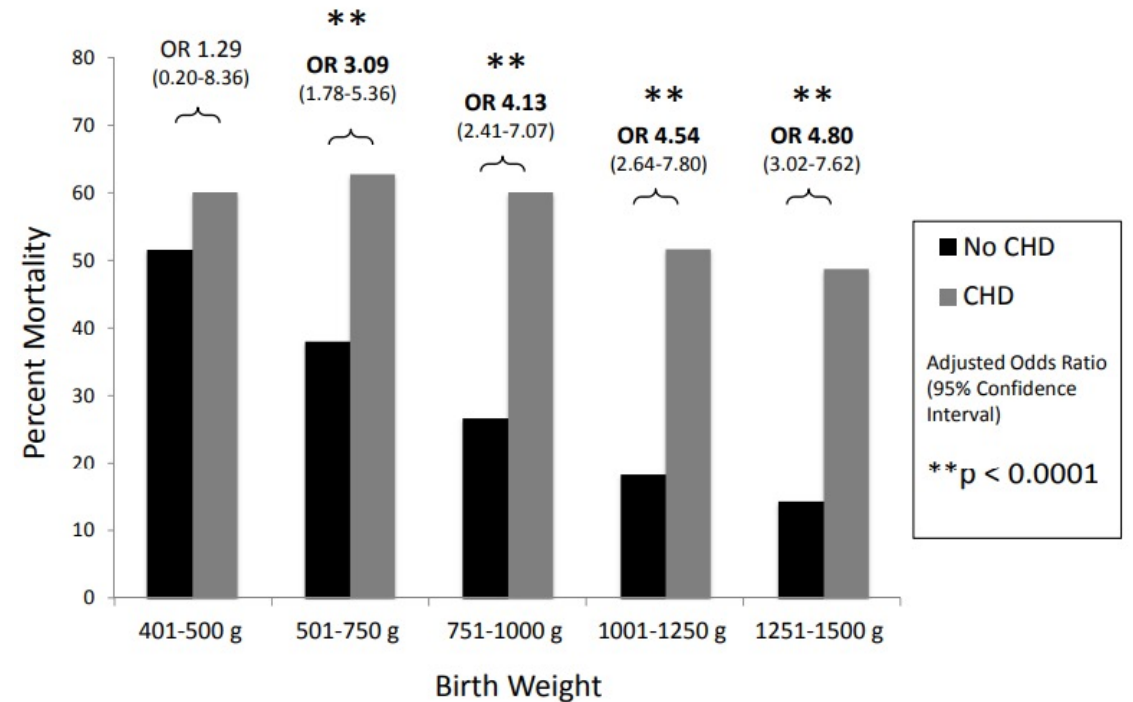 **
OR 1.29
(0.20-8.36)
OR 3.09
(1.78-5.36)
**
OR 4.13
(2.41-7.07)
**
OR 4.54
(2.64-7.80)
**
OR 4.80
(3.02-7.62)
Percent Mortality
80
70
60
50
40
30
20
10
0
401-500 g
501-750 g
751-1000 g
1001-1250 g
1251-1500 g
Birth Weight
No CHD
CHD
Adjusted Odds Ratio
(95% Confidence
Interval)
**p < 0.0001